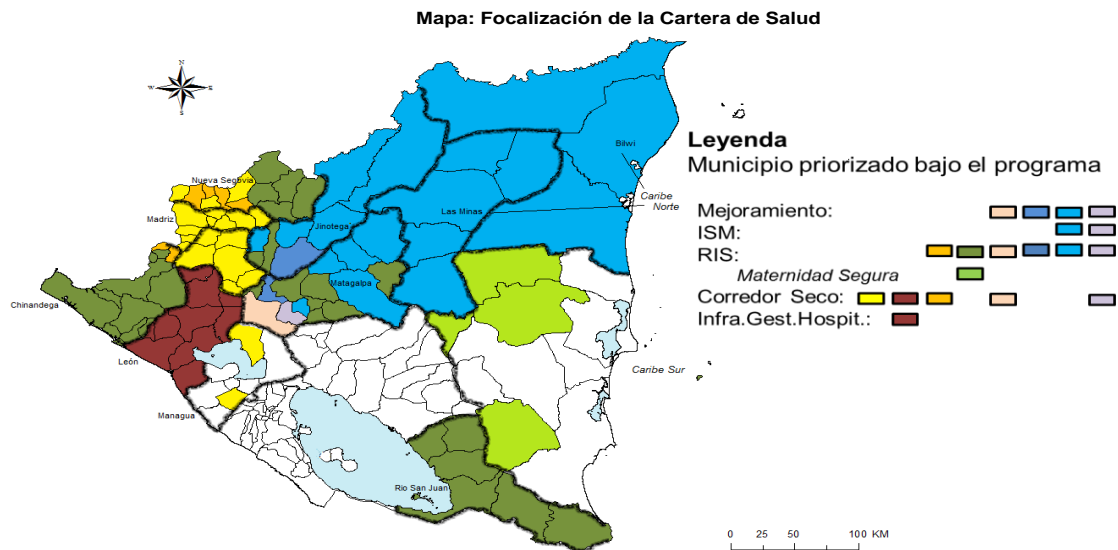 Mapa: Focalización de la Cartera de Salud
N
W E
S
Leyenda
Municipio priorizado bajo el programa
Mejoramiento:
ISM:
RIS:
Maternidad Segura
Corredor Seco:
Infra.Gest.Hospit.:
Bilwi
Caribe
Norte
Nueva Segovia
Las Minas
Madriz
Jinotega
Matagalpa
Chinandega
León
Caribe Sur
Managua
Rio San Juan
0 25 50 100 KM